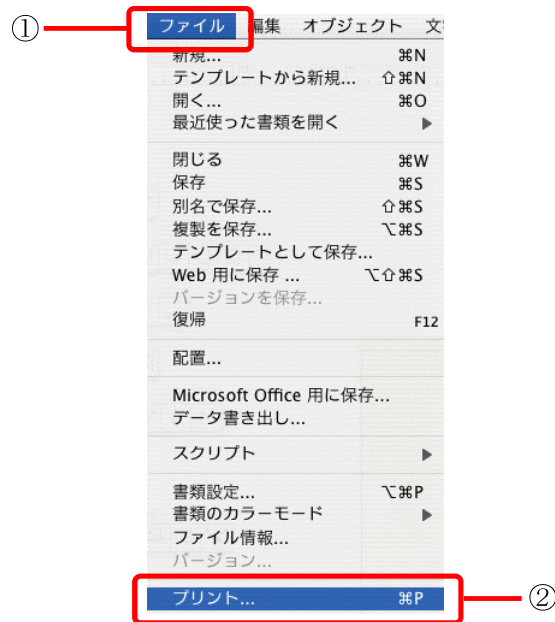 ①
ファイル 編集 オブジェクト 文
新規... ⌘N
テンプレートから新規... ⇧⌘N
開く... ⌘O
最近使った書類を開く ▶
閉じる ⌘W
保存 ⌘S
別名で保存... ⇧⌘S
複製を保存... ⌥⌘S
テンプレートとして保存...
Web 用に保存 ... ⌥⇧⌘S
バージョンを保存...
復帰 F12
配置...
Microsoft Office 用に保存...
データ書き出し...
スクリプト ▶
書類設定... ⌥⌘P
書類のカラーモード ▶
ファイル情報...
バージョン...
プリント... ⌘P
②